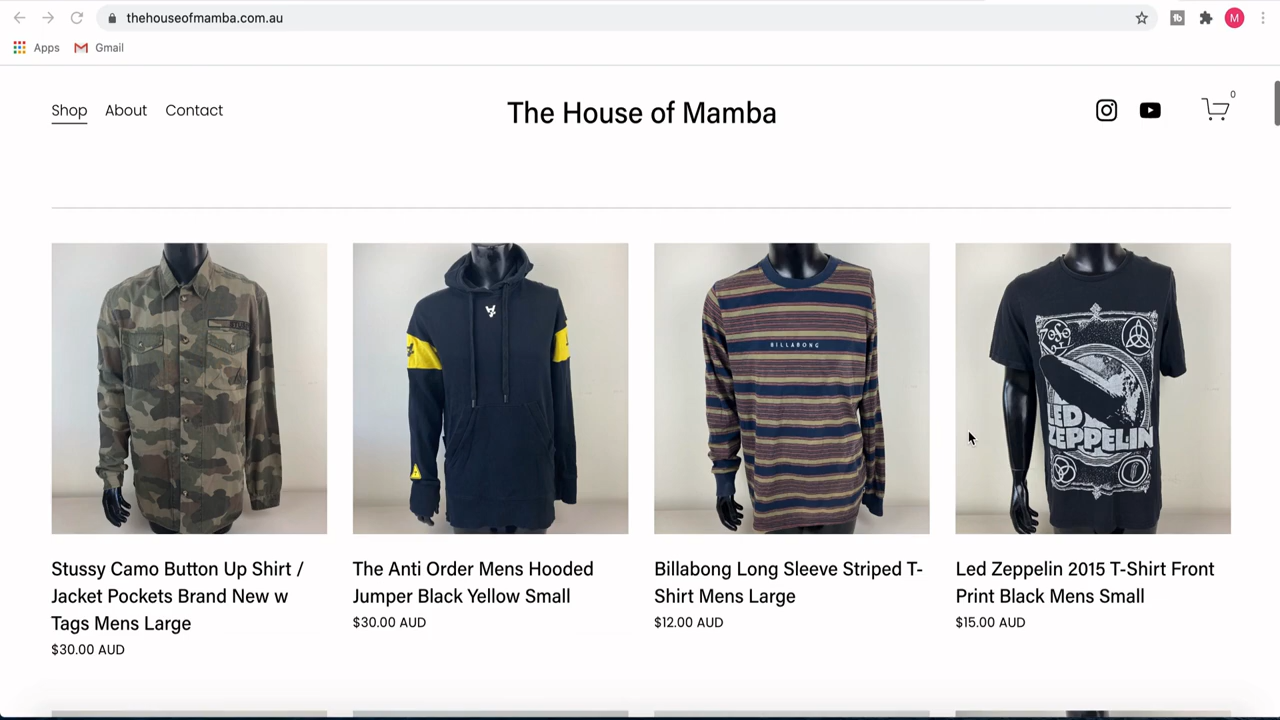 thehouseofmamba.com.au
M
Apps
Gmail
Shop
About
Contact
The House of Mamba
0
BILLABONG
LED
ZEPPELIN
Stussy Camo Button Up Shirt /
Jacket Pockets Brand New w
Tags Mens Large
$30.00 AUD
The Anti Order Mens Hooded
Jumper Black Yellow Small
$30.00 AUD
Billabong Long Sleeve Striped T-
Shirt Mens Large
$12.00 AUD
Led Zeppelin 2015 T-Shirt Front
Print Black Mens Small
$15.00 AUD